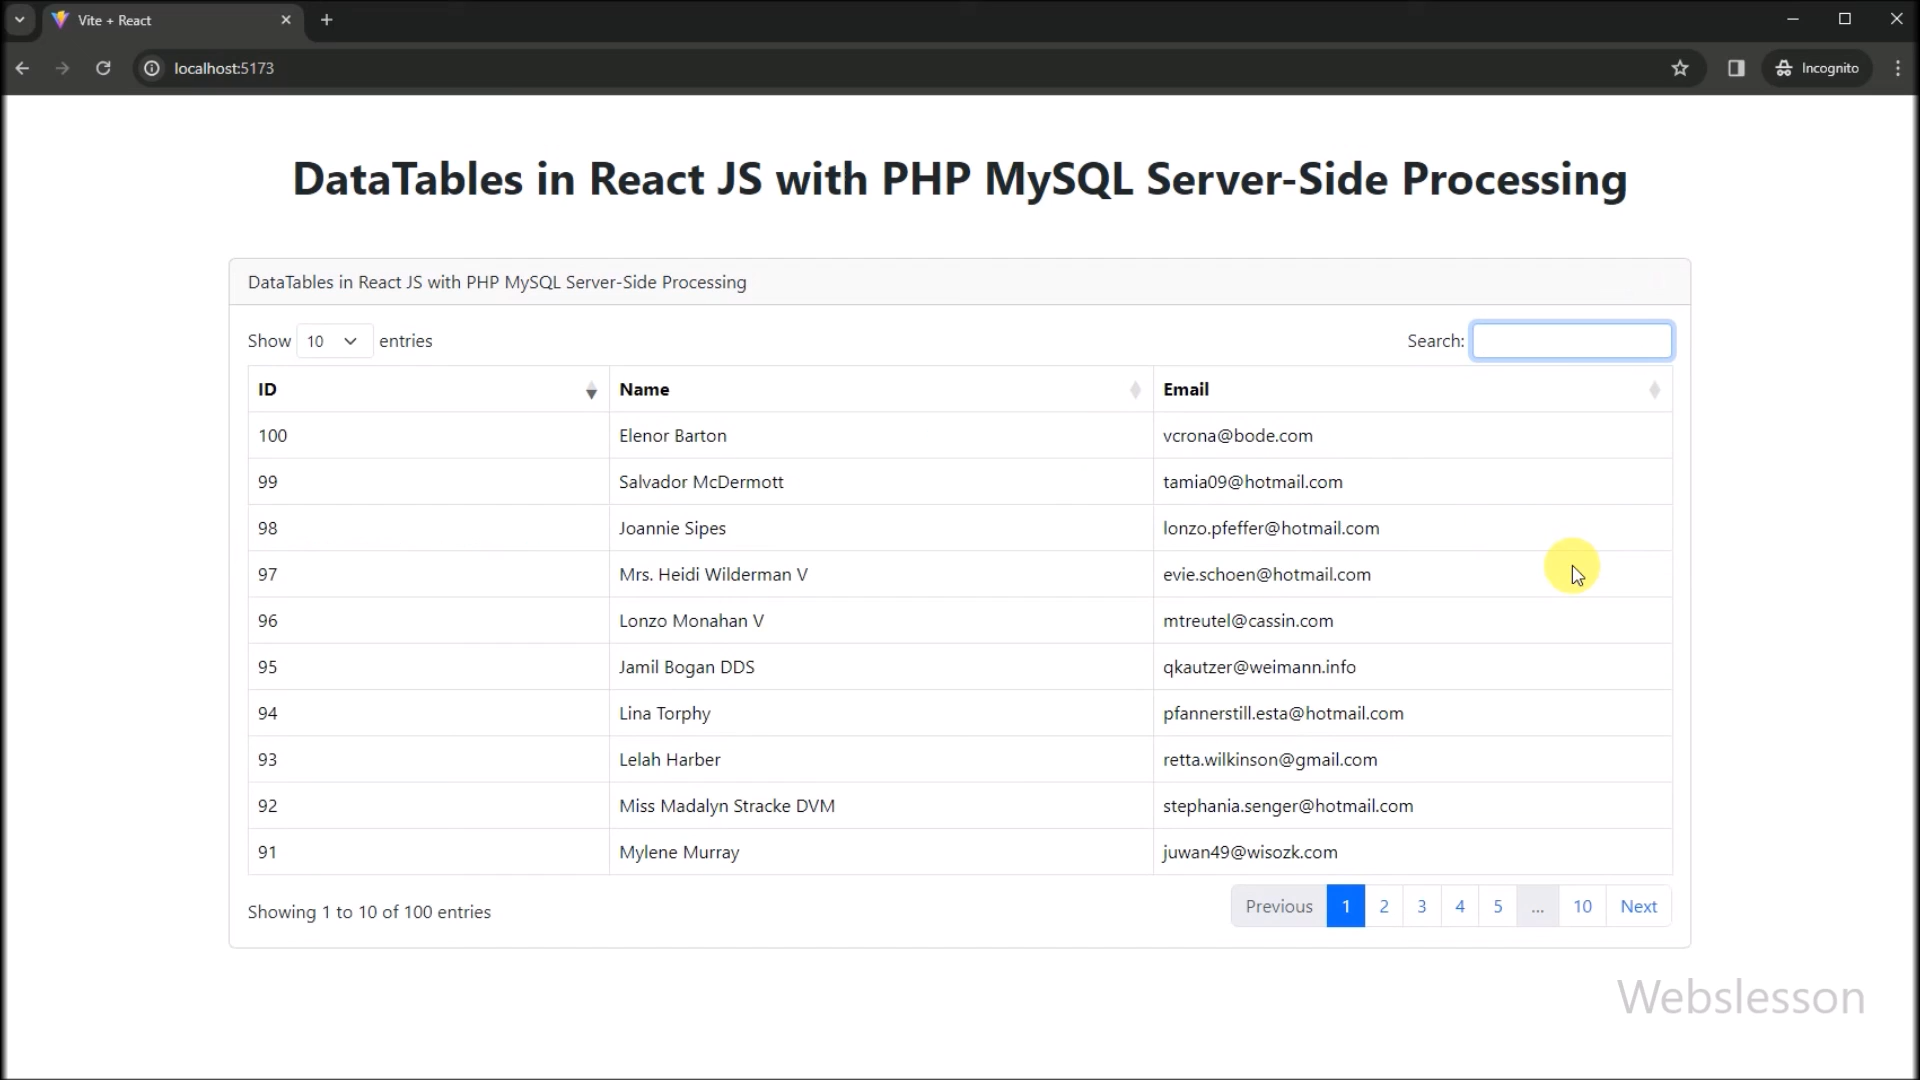 Vite + React
localhost:5173
Incognito
DataTables in React JS with PHP MySQL Server-Side Processing
DataTables in React JS with PHP MySQL Server-Side Processing
Show 10 entries Search:
ID Name Email
100 Elenor Barton vcrona@bode.com
99 Salvador McDermott tamia09@hotmail.com
98 Joannie Sipes lonzo.pfeffer@hotmail.com
97 Mrs. Heidi Wilderman V evie.schoen@hotmail.com
96 Lonzo Monahan V mtreutel@cassin.com
95 Jamil Bogan DDS qkautzer@weimann.info
94 Lina Torphy pfannerstill.esta@hotmail.com
93 Lelah Harber retta.wilkinson@gmail.com
92 Miss Madalyn Stracke DVM stephania.senger@hotmail.com
91 Mylene Murray juwan49@wisozk.com
Showing 1 to 10 of 100 entries Previous 1 2 3 4 5 ... 10 Next
Webslesson